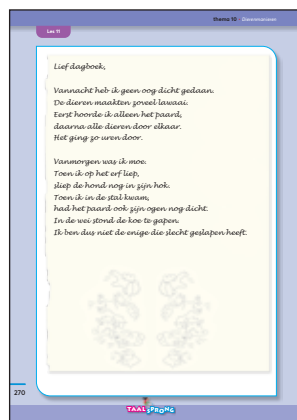 thema 10 Dierenmanieren
Les 11
Lief dagboek,
Vannacht heb ik geen oog dicht gedaan.
De dieren maakten zoveel lawaai.
Eerst hoorde ik alleen het paard,
daarna alle dieren door elkaar.
Het ging zo uren door.
Vanmorgen was ik moe.
Toen ik op het erf liep,
sliep de hond nog in zijn hok.
Toen ik in de stal kwam,
had het paard ook zijn ogen nog dicht.
In de wei stond de koe te gapen.
Ik ben dus niet de enige die slecht geslapen heeft.
270
TAALSPRONG